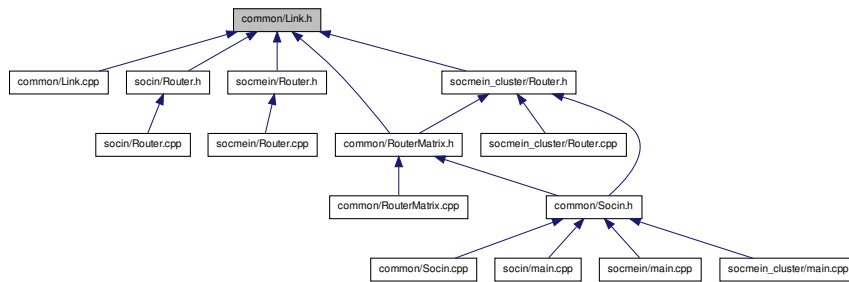 common/Link.h
common/Link.cpp
socin/Router.h
socmein/Router.h
socmein_cluster/Router.h
socin/Router.cpp
socmein/Router.cpp
common/RouterMatrix.h
socmein_cluster/Router.cpp
common/RouterMatrix.cpp
common/Socin.h
common/Socin.cpp
socin/main.cpp
socmein/main.cpp
socmein_cluster/main.cpp